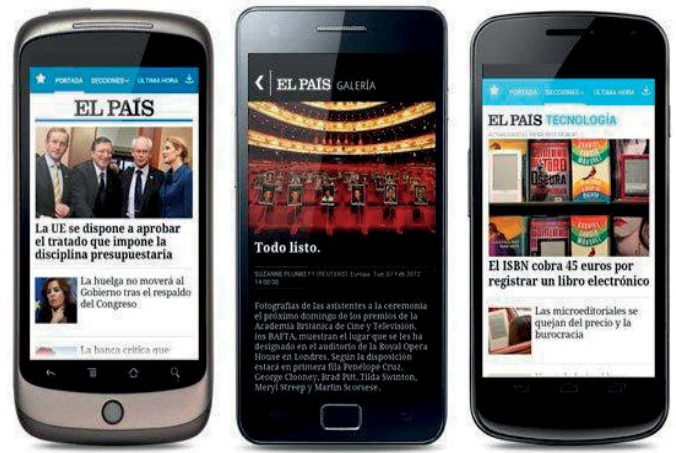 PORTADA SECCIONES ÚLTIMA HORA
EL PAÍS
La UE se dispone a aprobar
el tratado que impone la
disciplina presupuestaria
La huelga no moverá al
Gobierno tras el respaldo
del Congreso
La banca critica que
EL PAÍS GALERÍA
Todo listo.
SUZANNE PLUNKETT (REUTERS) Europa Tue, 07 Feb 2012
14:00:00
Fotografías de las asistentes a la ceremonia
el próximo domingo de los premios de la
Academia Británica de Cine y Televisión,
los BAFTA, muestran el lugar que se les ha
designado en el auditorio de la Royal Opera
House en Londres. Según la disposición
estará en primera fila Penélope Cruz,
George Clooney, Brad Pitt, Tilda Swinton,
Meryl Streep y Martin Scorsese.
PORTADA SECCIONES ÚLTIMA HORA
EL PAIS TECNOLOGÍA
El ISBN cobra 45 euros por
registrar un libro electrónico
Las microeditoriales se
quejan del precio y la
burocracia